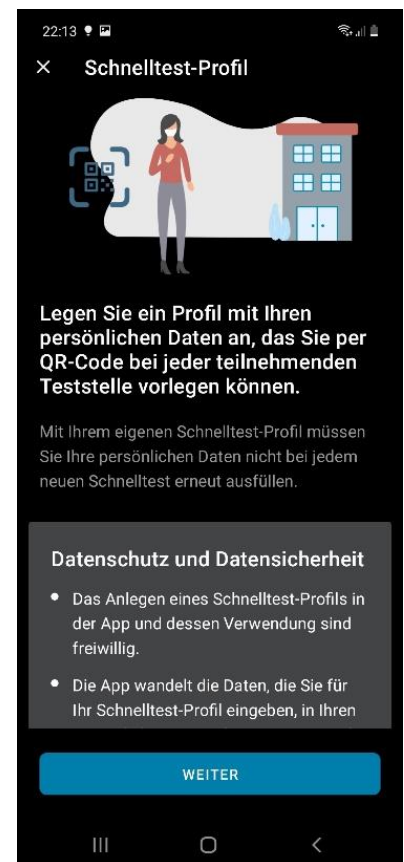 22:13
Schnelltest-Profil
Legen Sie ein Profil mit Ihren
persönlichen Daten an, das Sie per
QR-Code bei jeder teilnehmenden
Teststelle vorlegen können.
Mit Ihrem eigenen Schnelltest-Profil müssen
Sie Ihre persönlichen Daten nicht bei jedem
neuen Schnelltest erneut ausfüllen.
Datenschutz und Datensicherheit
• Das Anlegen eines Schnelltest-Profils in
der App und dessen Verwendung sind
freiwillig.
• Die App wandelt die Daten, die Sie für
Ihr Schnelltest-Profil eingeben, in Ihren
WEITER